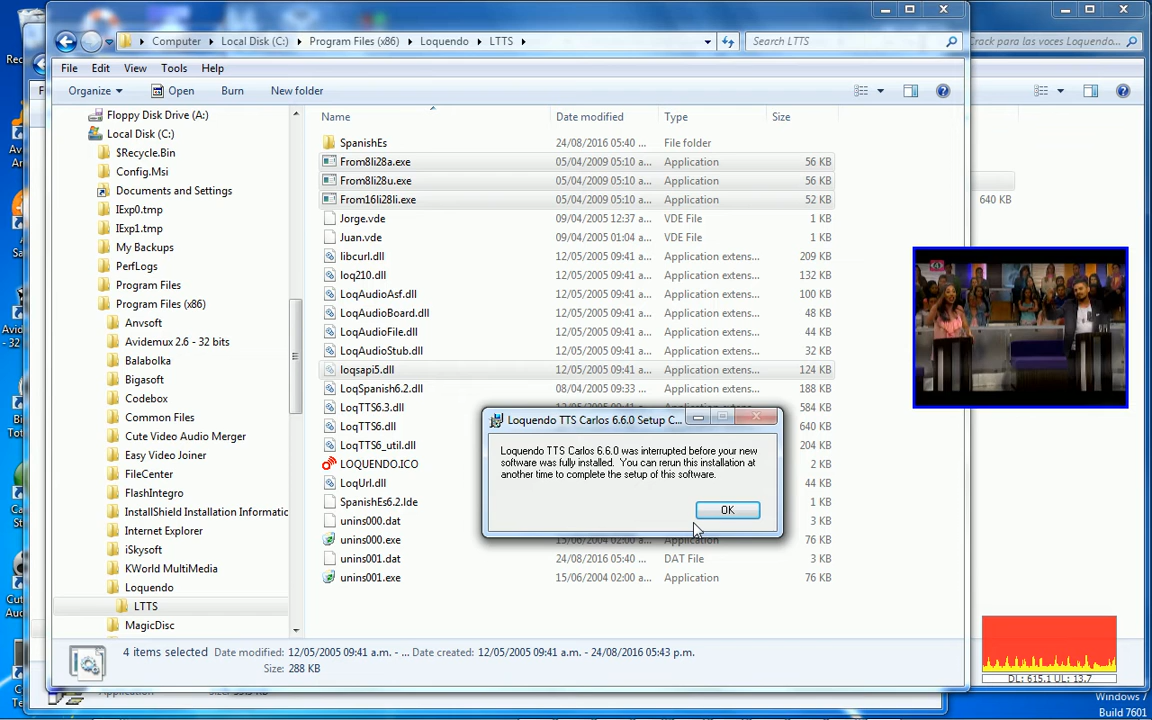 Computer Local Disk (C:) Program Files (x86) Loquendo LTTS
Search LTTS
Crack para las voces Loquendo...
File Edit View Tools Help
Organize Open Burn New folder
Floppy Disk Drive (A:)
Local Disk (C:)
$Recycle.Bin
Config.Msi
Documents and Settings
IExp0.tmp
IExp1.tmp
My Backups
PerfLogs
Program Files
Program Files (x86)
Anvsoft
Avidemux 2.6 - 32 bits
Balabolka
Bigasoft
Codebox
Common Files
Cute Video Audio Merger
Easy Video Joiner
FileCenter
FlashIntegro
InstallShield Installation Informatic
Internet Explorer
iSkysoft
KWorld MultiMedia
Loquendo
LTTS
MagicDisc
Name Date modified Type Size
SpanishEs 24/08/2016 05:40 ... File folder
From8li28a.exe 05/04/2009 05:10 ... Application 56 KB
From8li28u.exe 05/04/2009 05:10 ... Application 56 KB
From16li28li.exe 05/04/2009 05:10 ... Application 52 KB
Jorge.vde 09/04/2005 12:37 ... VDE File 1 KB
Juan.vde 09/04/2005 01:04 ... VDE File 1 KB
libcurl.dll 12/05/2005 09:41 ... Application extens... 209 KB
loq210.dll 12/05/2005 09:41 ... Application extens... 132 KB
LoqAudioAsf.dll 12/05/2005 09:41 ... Application extens... 100 KB
LoqAudioBoard.dll 12/05/2005 09:41 ... Application extens... 48 KB
LoqAudioFile.dll 12/05/2005 09:41 ... Application extens... 44 KB
LoqAudioStub.dll 12/05/2005 09:41 ... Application extens... 32 KB
loqsapi5.dll 12/05/2005 09:41 ... Application extens... 124 KB
LoqSpanish6.2.dll 08/04/2005 09:33 ... Application extens... 188 KB
LoqTTS6.3.dll 584 KB
LoqTTS6.dll 640 KB
LoqTTS6_util.dll 204 KB
LOQUENDO.ICO 2 KB
LoqUrl.dll 44 KB
SpanishEs6.2.lde 1 KB
unins000.dat 3 KB
unins000.exe 15/06/2004 02:00 a... Application 76 KB
unins001.dat 24/08/2016 05:40 ... DAT File 3 KB
unins001.exe 15/06/2004 02:00 a... Application 76 KB
640 KB
Loquendo TTS Carlos 6.6.0 Setup C...
Loquendo TTS Carlos 6.6.0 was interrupted before your new
software was fully installed. You can rerun this installation at
another time to complete the setup of this software.
OK
4 items selected Date modified: 12/05/2005 09:41 a.m. - ... Date created: 12/05/2005 09:41 a.m. - 24/08/2016 05:43 p.m.
Size: 288 KB
DL: 615.1 UL: 13.7
Windows 7
Build 7601